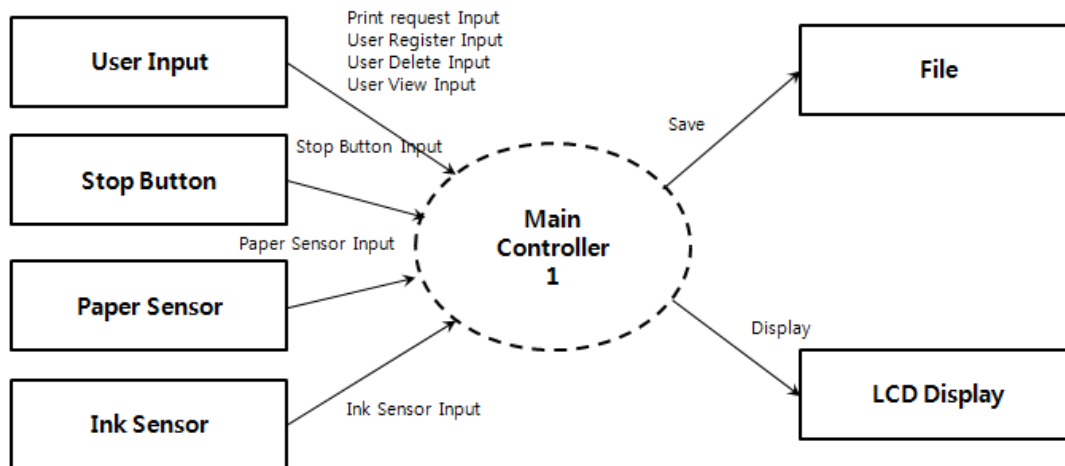 Print request Input
User Register Input
User Delete Input
User View Input
User Input
File
Save
Stop Button Input
Stop Button
Main
Controller
1
Paper Sensor Input
Paper Sensor
Display
LCD Display
Ink Sensor Input
Ink Sensor